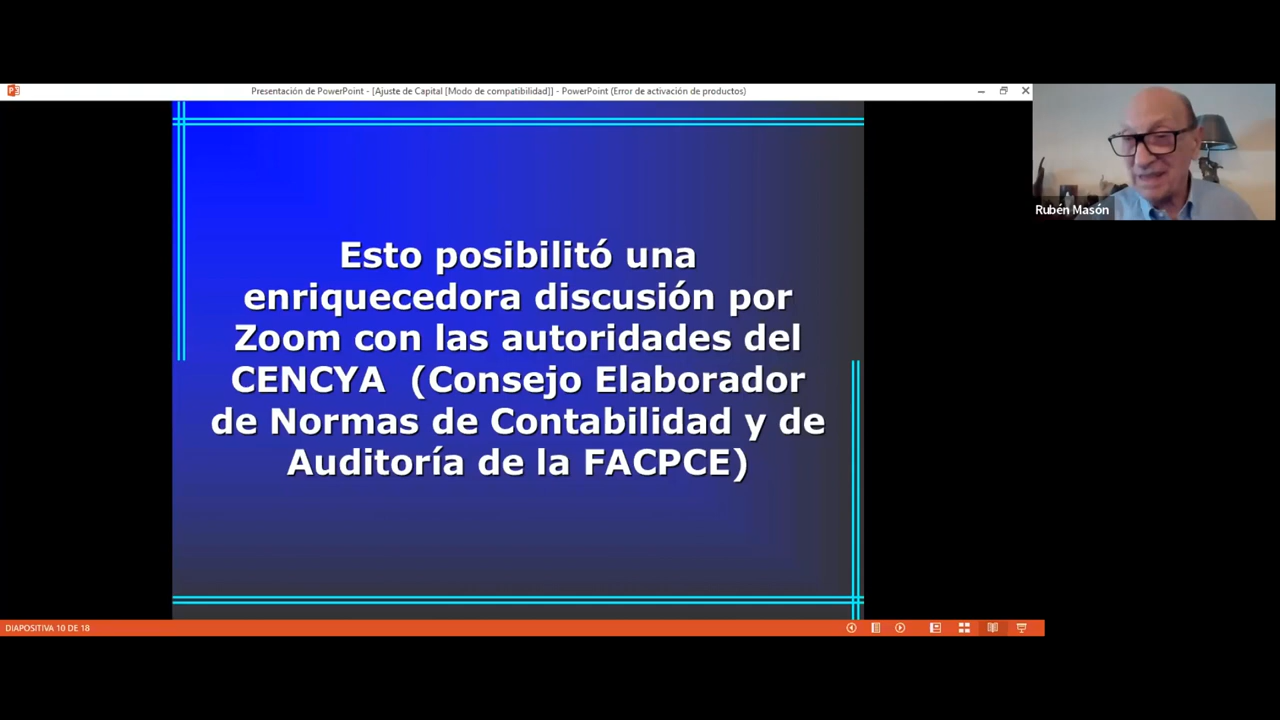 Presentación de PowerPoint - [Ajuste de Capital [Modo de compatibilidad]] - PowerPoint (Error de activación de productos)
Esto posibilitó una
enriquecedora discusión por
Zoom con las autoridades del
CENCYA (Consejo Elaborador
de Normas de Contabilidad y de
Auditoría de la FACPCE)
Rubén Masón
DIAPOSITIVA 10 DE 18